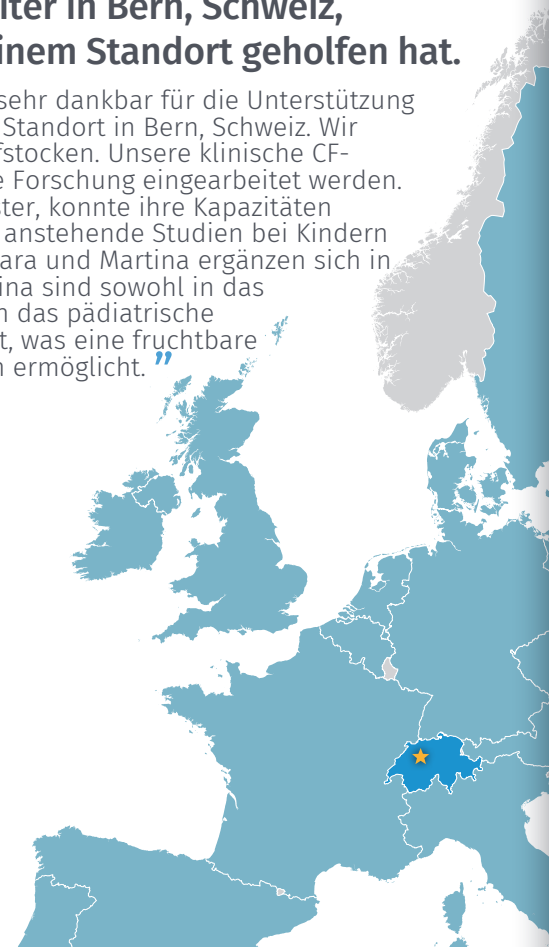 iter in Bern, Schweiz,
inem Standort geholfen hat.
sehr dankbar für die Unterstützung
Standort in Bern, Schweiz. Wir
fstocken. Unsere klinische CF-
e Forschung eingearbeitet werden.
ter, konnte ihre Kapazitäten
anstehende Studien bei Kindern
ara und Martina ergänzen sich in
ina sind sowohl in das
n das pädiatrische
t, was eine fruchtbare
n ermöglicht. ”